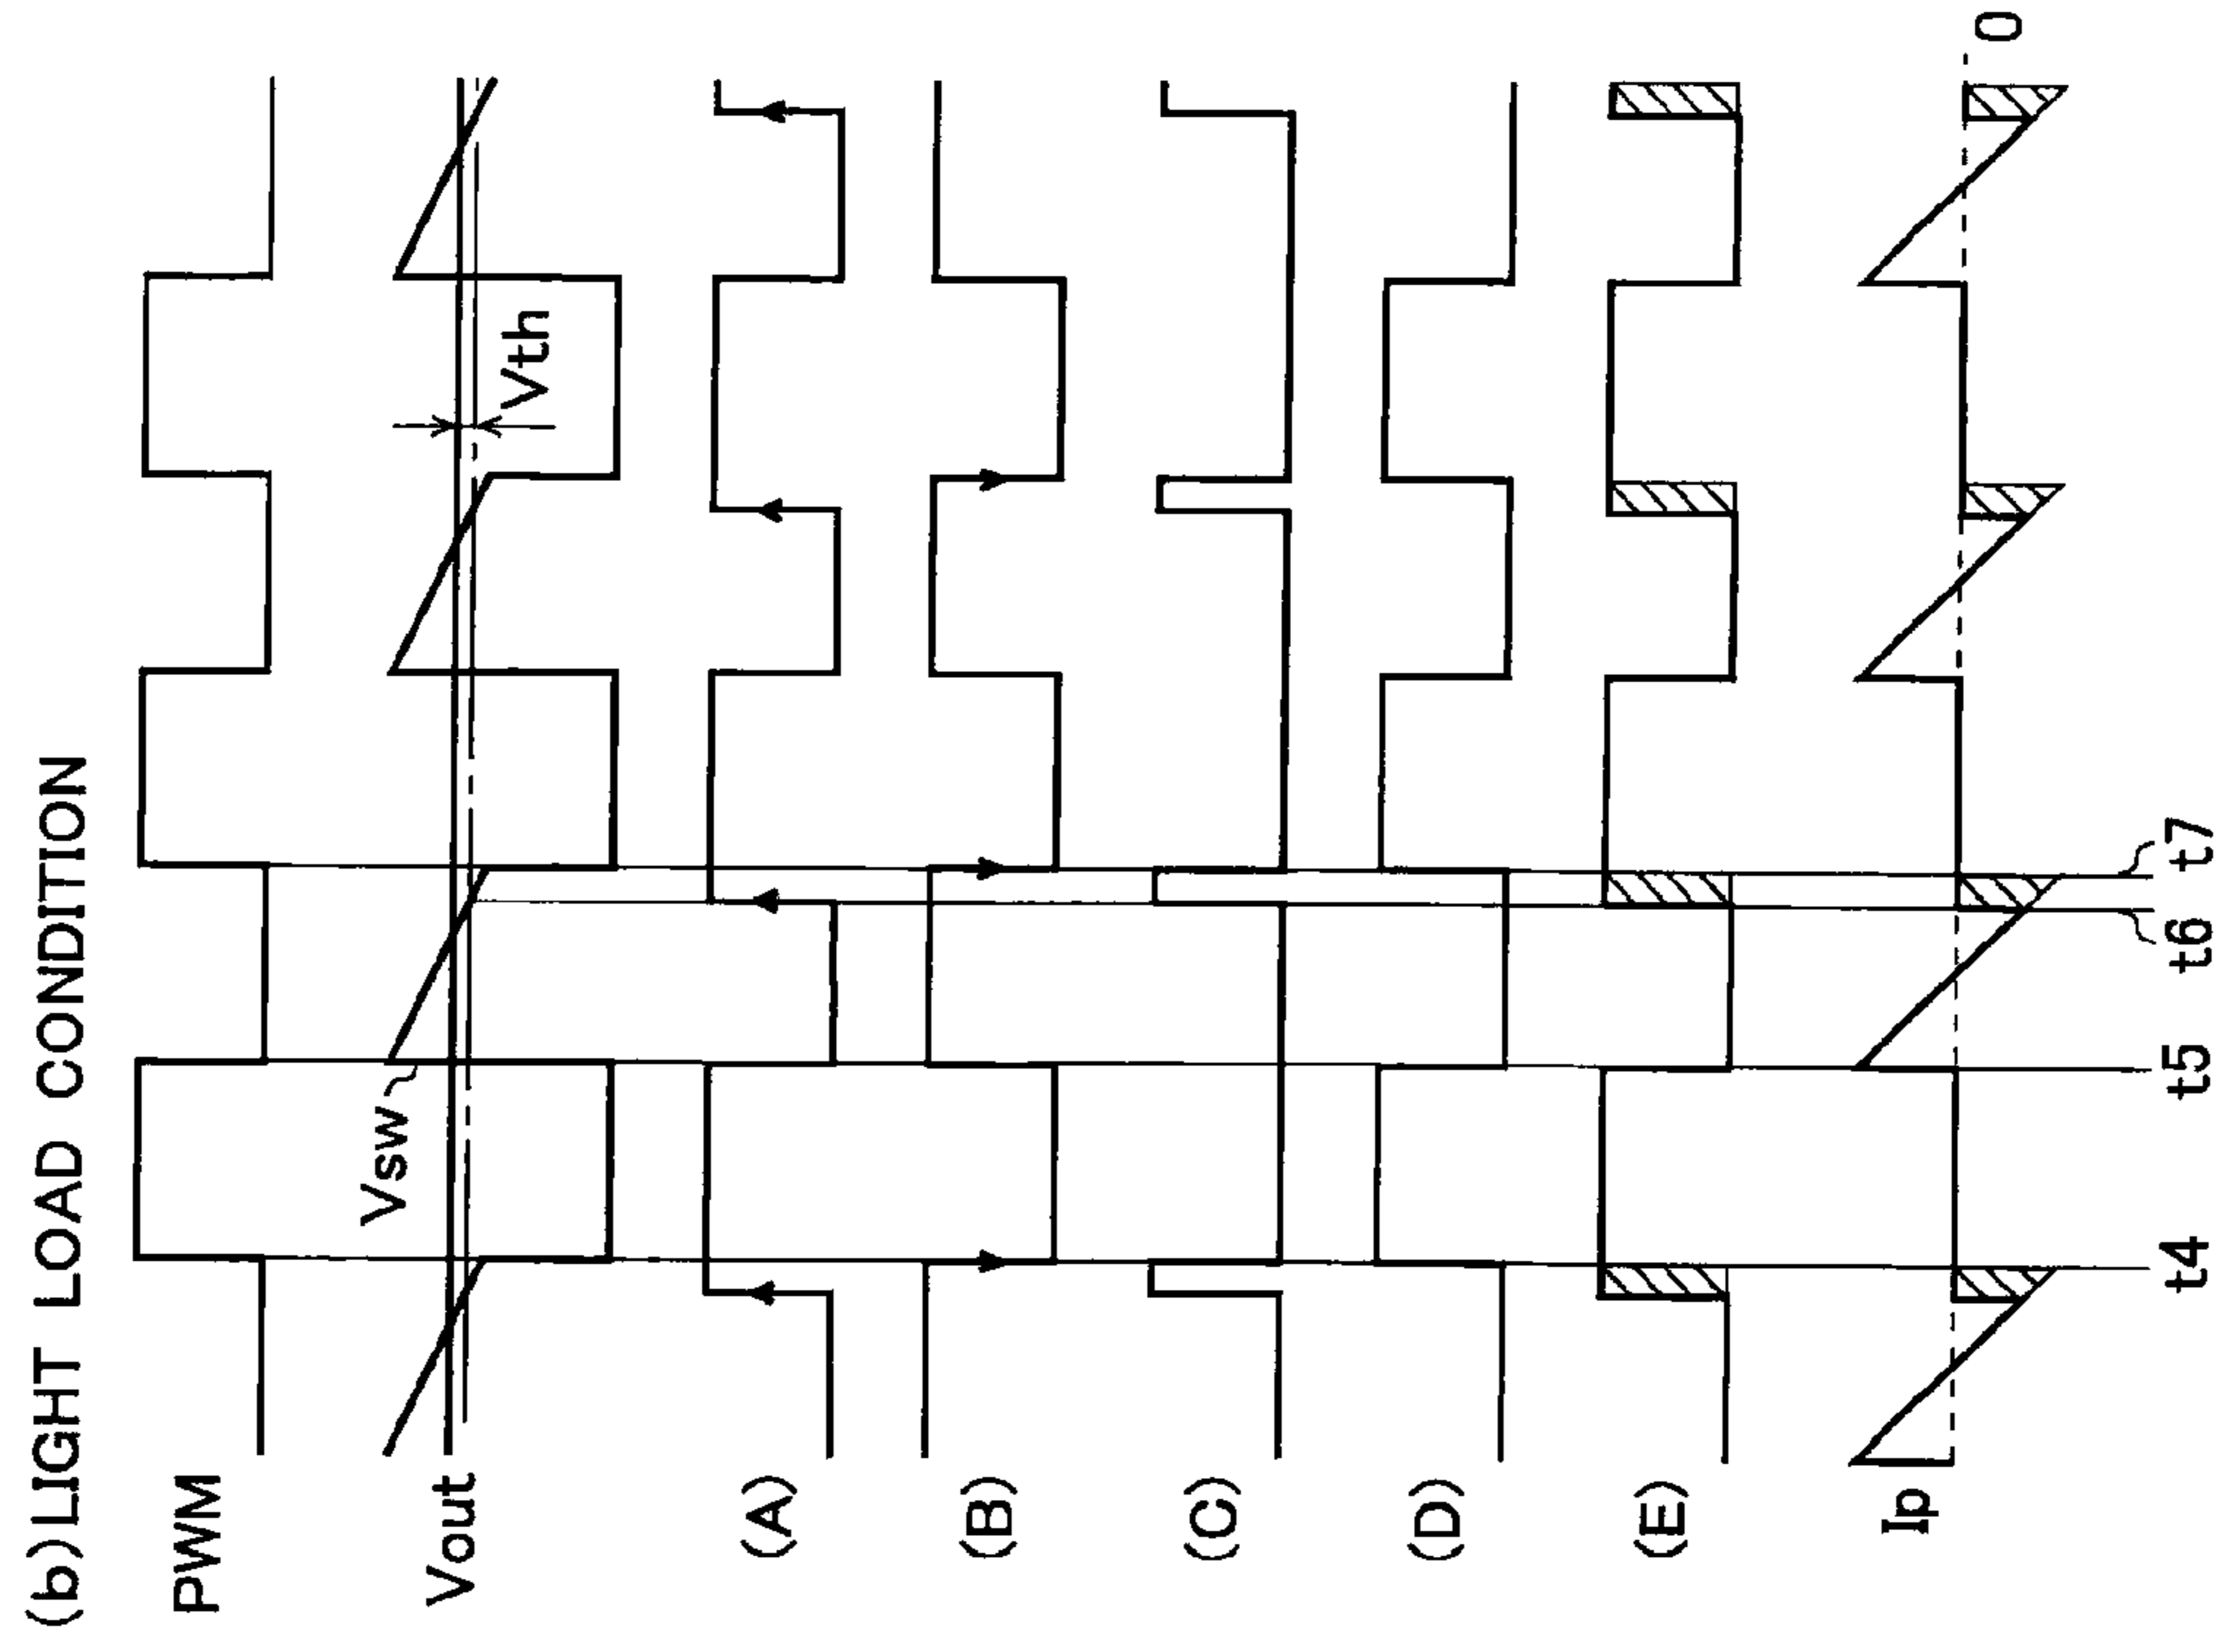 (b)LIGHT LOAD CONDITION
PWM
Vsw
Vout
Vth
(A)
(B)
(C)
(D)
(E)
Ip
0
t4
t5
t6
t7